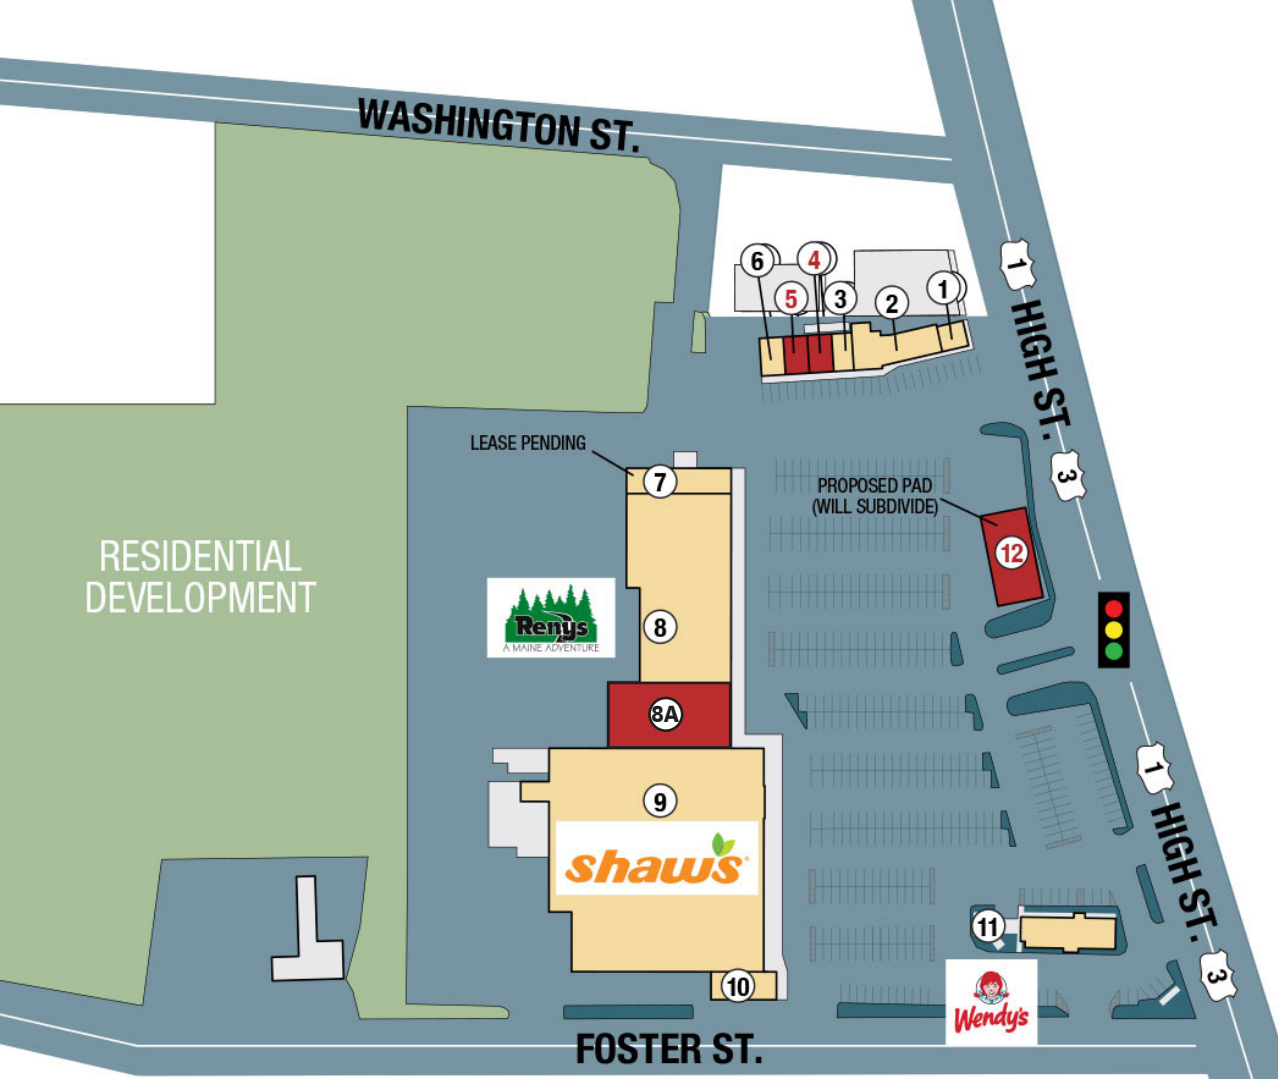 WASHINGTON ST.
6
4
5
3
2
1
1
HIGH ST.
3
LEASE PENDING
7
PROPOSED PAD
(WILL SUBDIVIDE)
12
RESIDENTIAL
DEVELOPMENT
Renys
A MAINE ADVENTURE
8
8A
9
shaw's
1
HIGH ST.
3
11
10
Wendy's
FOSTER ST.